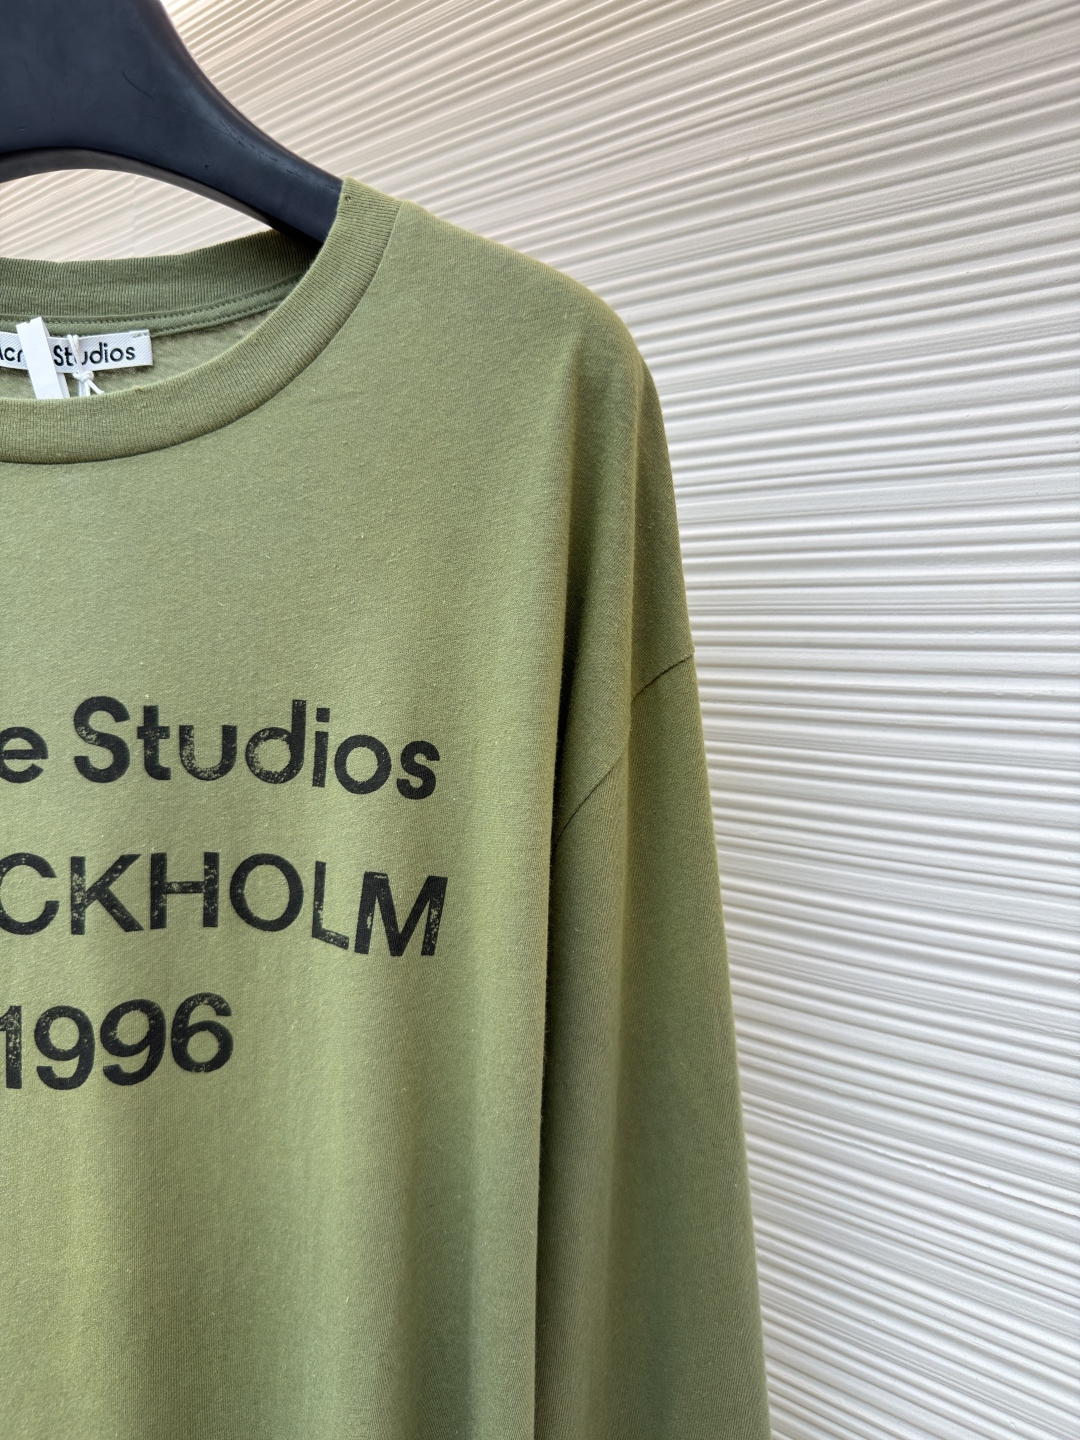 Acne Studios
e Studios
CKHOLM
1996